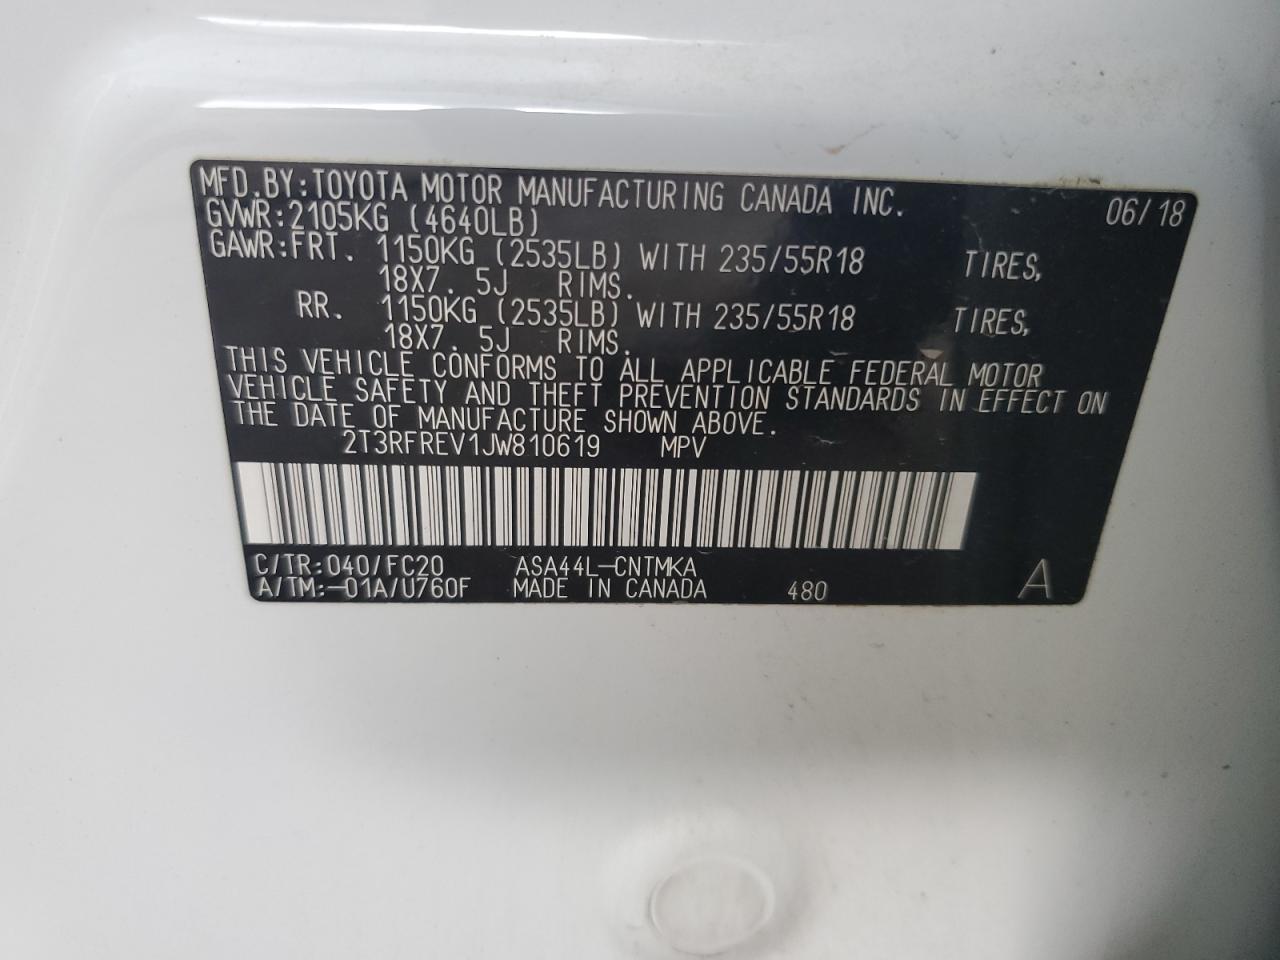 MFD.BY:TOYOTA MOTOR MANUFACTURING CANADA INC. 06/18
GVWR:2105KG (4640LB)
GAWR:FRT. 1150KG (2535LB) WITH 235/55R18 TIRES,
18X7. 5J RIMS.
RR. 1150KG (2535LB) WITH 235/55R18 TIRES,
18X7. 5J RIMS.
THIS VEHICLE CONFORMS TO ALL APPLICABLE FEDERAL MOTOR
VEHICLE SAFETY AND THEFT PREVENTION STANDARDS IN EFFECT ON
THE DATE OF MANUFACTURE SHOWN ABOVE.
2T3RFREV1JW810619 MPV
C/TR:040/FC20 ASA44L-CNTMKA
A/TM:-01A/U760F MADE IN CANADA 480 A